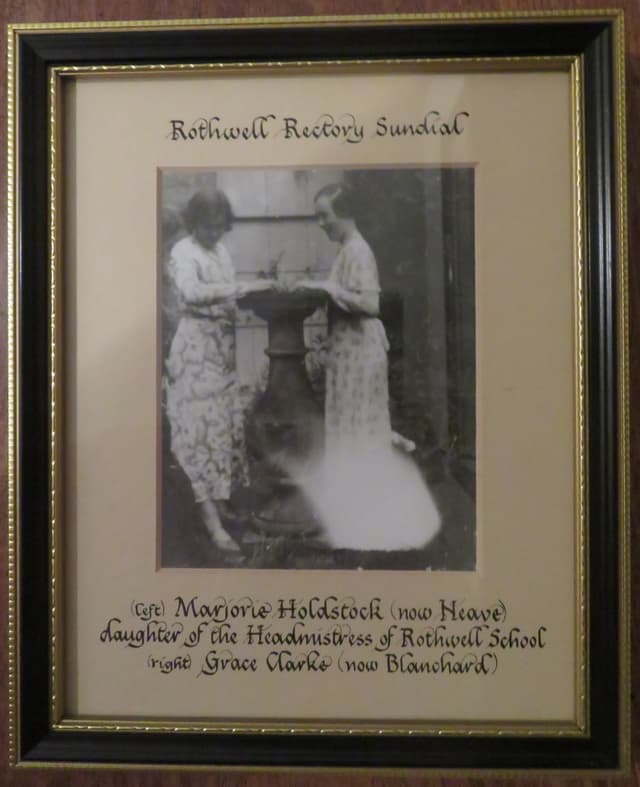 Rothwell Rectory Sundial
(left) Marjorie Holdstock (now Neave)
daughter of the Headmistress of Rothwell School
(right) Grace Clarke (now Blanchard)